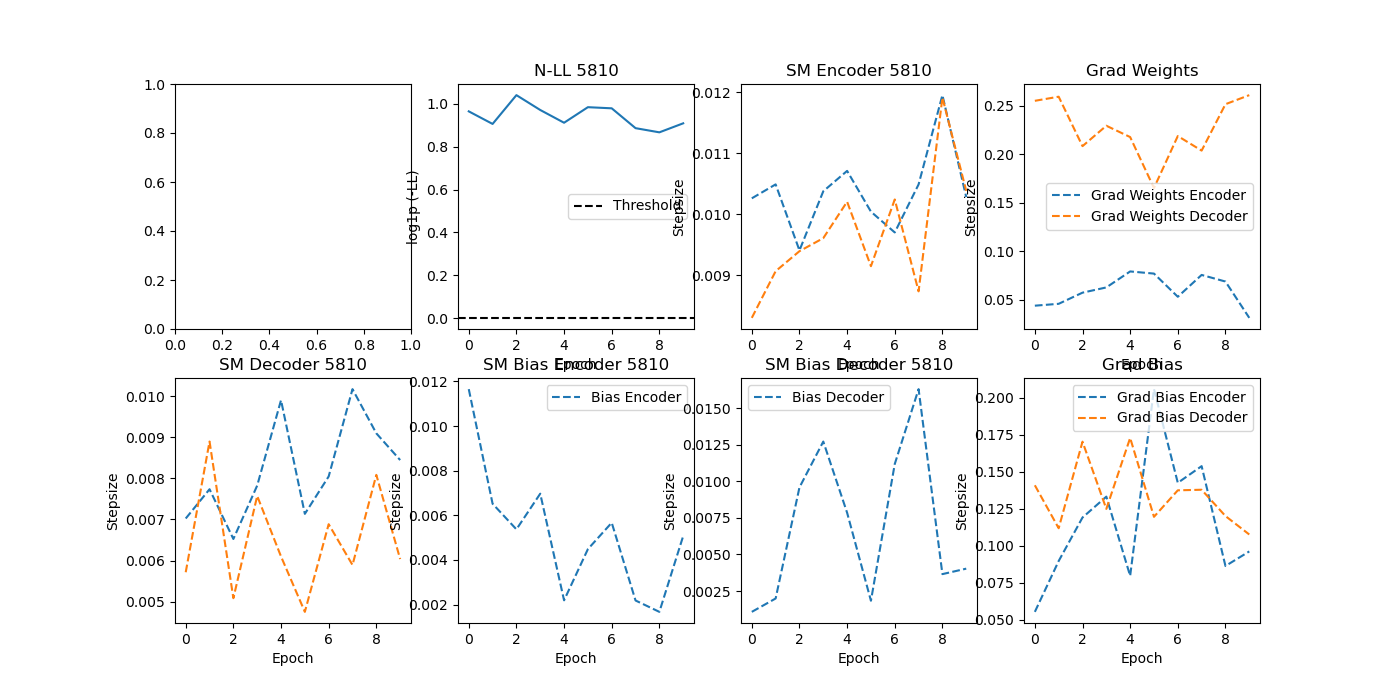 N-LL 5810
SM Encoder 5810
Grad Weights
1.0
0.8
0.6
0.4
0.2
0.0
0.0 0.2 0.4 0.6 0.8 1.0
log1p (-LL)
1.0
0.8
0.6
0.4
0.2
0.0
Threshold
0 2 4 6 8
Epoch
Stepsize
0.012
0.011
0.010
0.009
0 2 4 6 8
Epoch
Stepsize
0.25
0.20
0.15
0.10
0.05
Grad Weights Encoder
Grad Weights Decoder
0 2 4 6 8
Epoch
SM Decoder 5810
SM Bias Encoder 5810
SM Bias Decoder 5810
Grad Bias
Stepsize
0.010
0.009
0.008
0.007
0.006
0.005
0 2 4 6 8
Epoch
Stepsize
0.012
0.010
0.008
0.006
0.004
0.002
Bias Encoder
0 2 4 6 8
Epoch
Stepsize
0.0150
0.0125
0.0100
0.0075
0.0050
0.0025
Bias Decoder
0 2 4 6 8
Epoch
Stepsize
0.200
0.175
0.150
0.125
0.100
0.075
0.050
Grad Bias Encoder
Grad Bias Decoder
0 2 4 6 8
Epoch